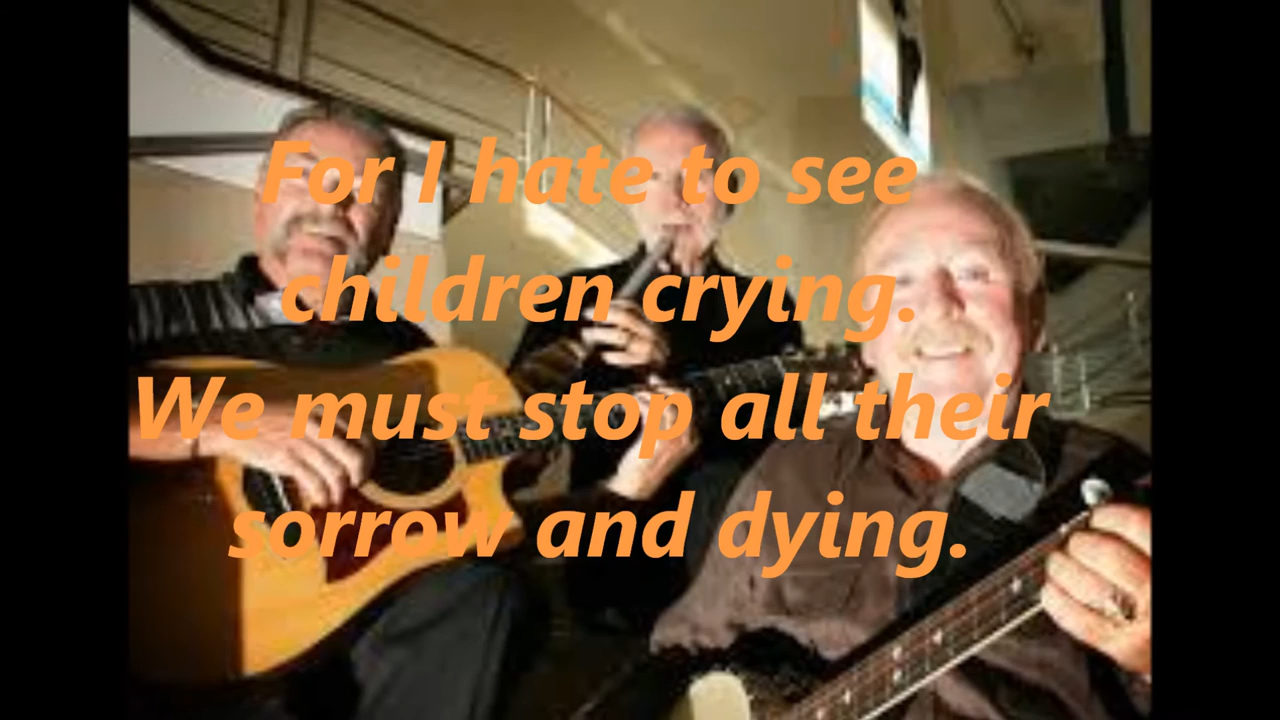 For I hate to see
children crying.
We must stop all their
sorrow and dying.